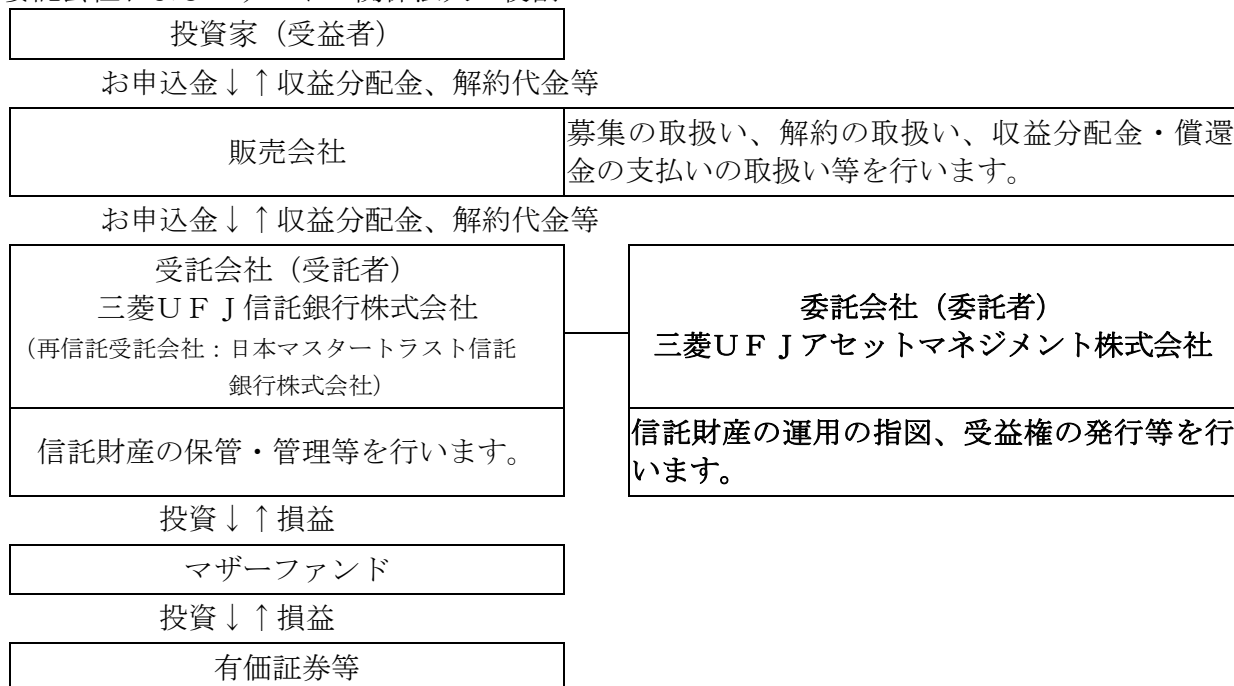 投資家（受益者）
お申込金↓↑収益分配金、解約代金等
販売会社
募集の取扱い、解約の取扱い、収益分配金・償還
金の支払いの取扱い等を行います。
お申込金↓↑収益分配金、解約代金等
受託会社（受託者）
三菱ＵＦＪ信託銀行株式会社
（再信託受託会社：日本マスタートラスト信託
銀行株式会社）
委託会社（委託者）
三菱ＵＦＪアセットマネジメント株式会社
信託財産の保管・管理等を行います。
信託財産の運用の指図、受益権の発行等を行
います。
投資↓↑損益
マザーファンド
投資↓↑損益
有価証券等